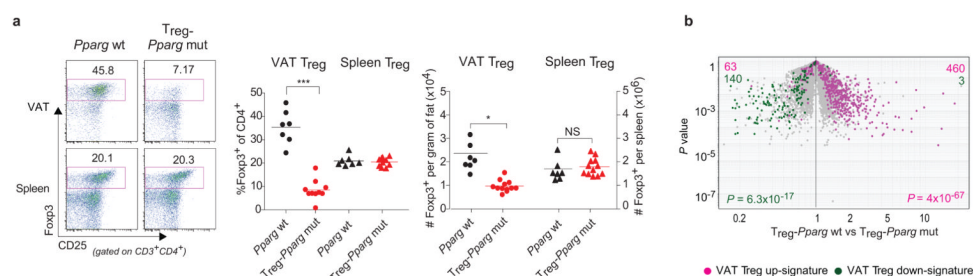 a
Pparg wt
Treg-
Pparg mut
45.8
7.17
VAT
20.1
20.3
Spleen
Foxp3
CD25 (gated on CD3⁺CD4⁺)
VAT Treg
Spleen Treg
%Foxp3⁺ of CD4⁺
60
50
40
30
20
10
0
***
Pparg wt
Treg-Pparg mut
Pparg wt
Treg-Pparg mut
VAT Treg
Spleen Treg
# Foxp3⁺ per gram of fat (x10⁴)
5
4
3
2
1
0
*
NS
5
4
3
2
1
0
# Foxp3⁺ per spleen (x10⁶)
Pparg wt
Treg-Pparg mut
Pparg wt
Treg-Pparg mut
b
63
140
460
3
P value
1
10⁻³
10⁻⁵
10⁻⁷
P = 6.3x10⁻¹⁷
P = 4x10⁻⁶⁷
0.2
1
2
5
10
Treg-Pparg wt vs Treg-Pparg mut
VAT Treg up-signature
VAT Treg down-signature